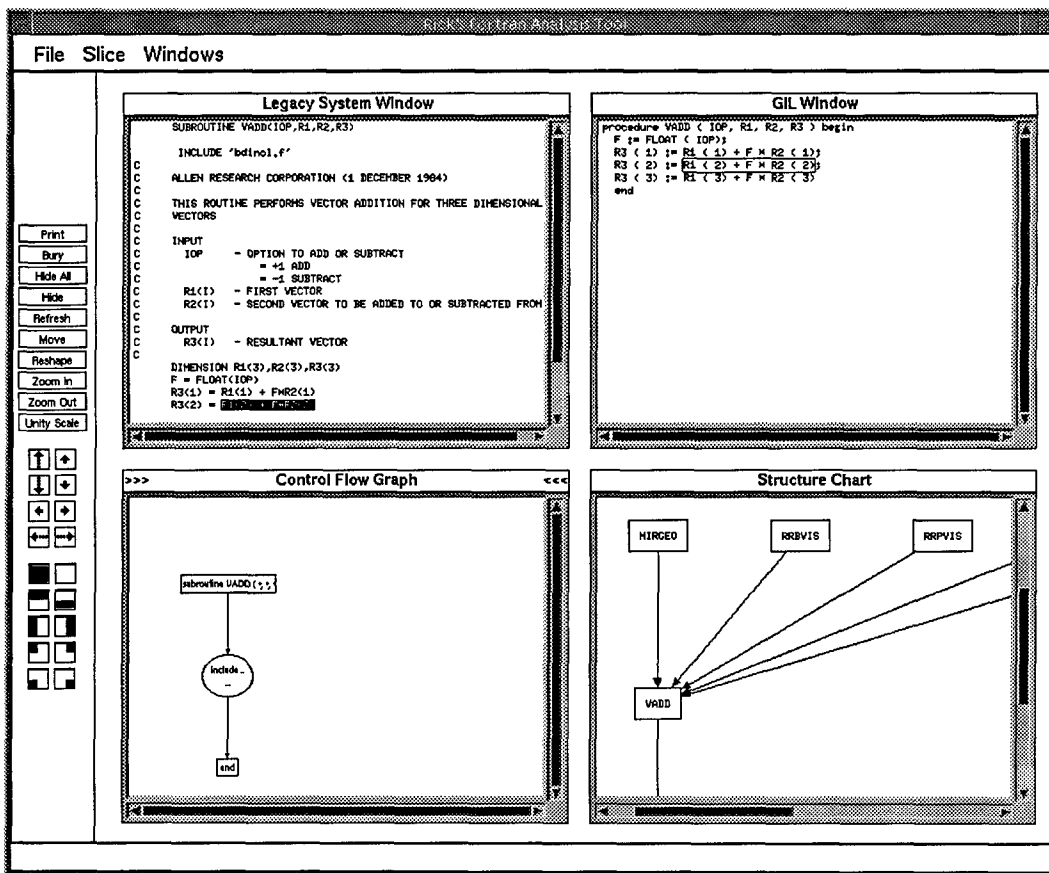 Rick's Fortran Analysis Tool
File Slice Windows
Print
Bury
Hide All
Hide
Refresh
Move
Reshape
Zoom In
Zoom Out
Unity Scale
Legacy System Window
SUBROUTINE VADD(IOP,R1,R2,R3)
INCLUDE 'bdinol.f'
C
C ALLEN RESEARCH CORPORATION (1 DECEMBER 1984)
C
C THIS ROUTINE PERFORMS VECTOR ADDITION FOR THREE DIMENSIONAL
C VECTORS
C
C INPUT
C IOP - OPTION TO ADD OR SUBTRACT
C = +1 ADD
C = -1 SUBTRACT
C R1(I) - FIRST VECTOR
C R2(I) - SECOND VECTOR TO BE ADDED TO OR SUBTRACTED FROM
C
C OUTPUT
C R3(I) - RESULTANT VECTOR
C
DIMENSION R1(3),R2(3),R3(3)
F = FLOAT(IOP)
R3(1) = R1(1) + F*R2(1)
R3(2) =
GIL Window
procedure VADD ( IOP, R1, R2, R3 ) begin
F := FLOAT ( IOP);
R3 ( 1) := R1 ( 1) + F * R2 ( 1);
R3 ( 2) := R1 ( 2) + F * R2 ( 2);
R3 ( 3) := R1 ( 3) + F * R2 ( 3)
end
>>> Control Flow Graph <<<
subroutine VADD ( , , ,
include ..
..
end
Structure Chart
MIRGEO
RRBVIS
RRPVIS
VADD